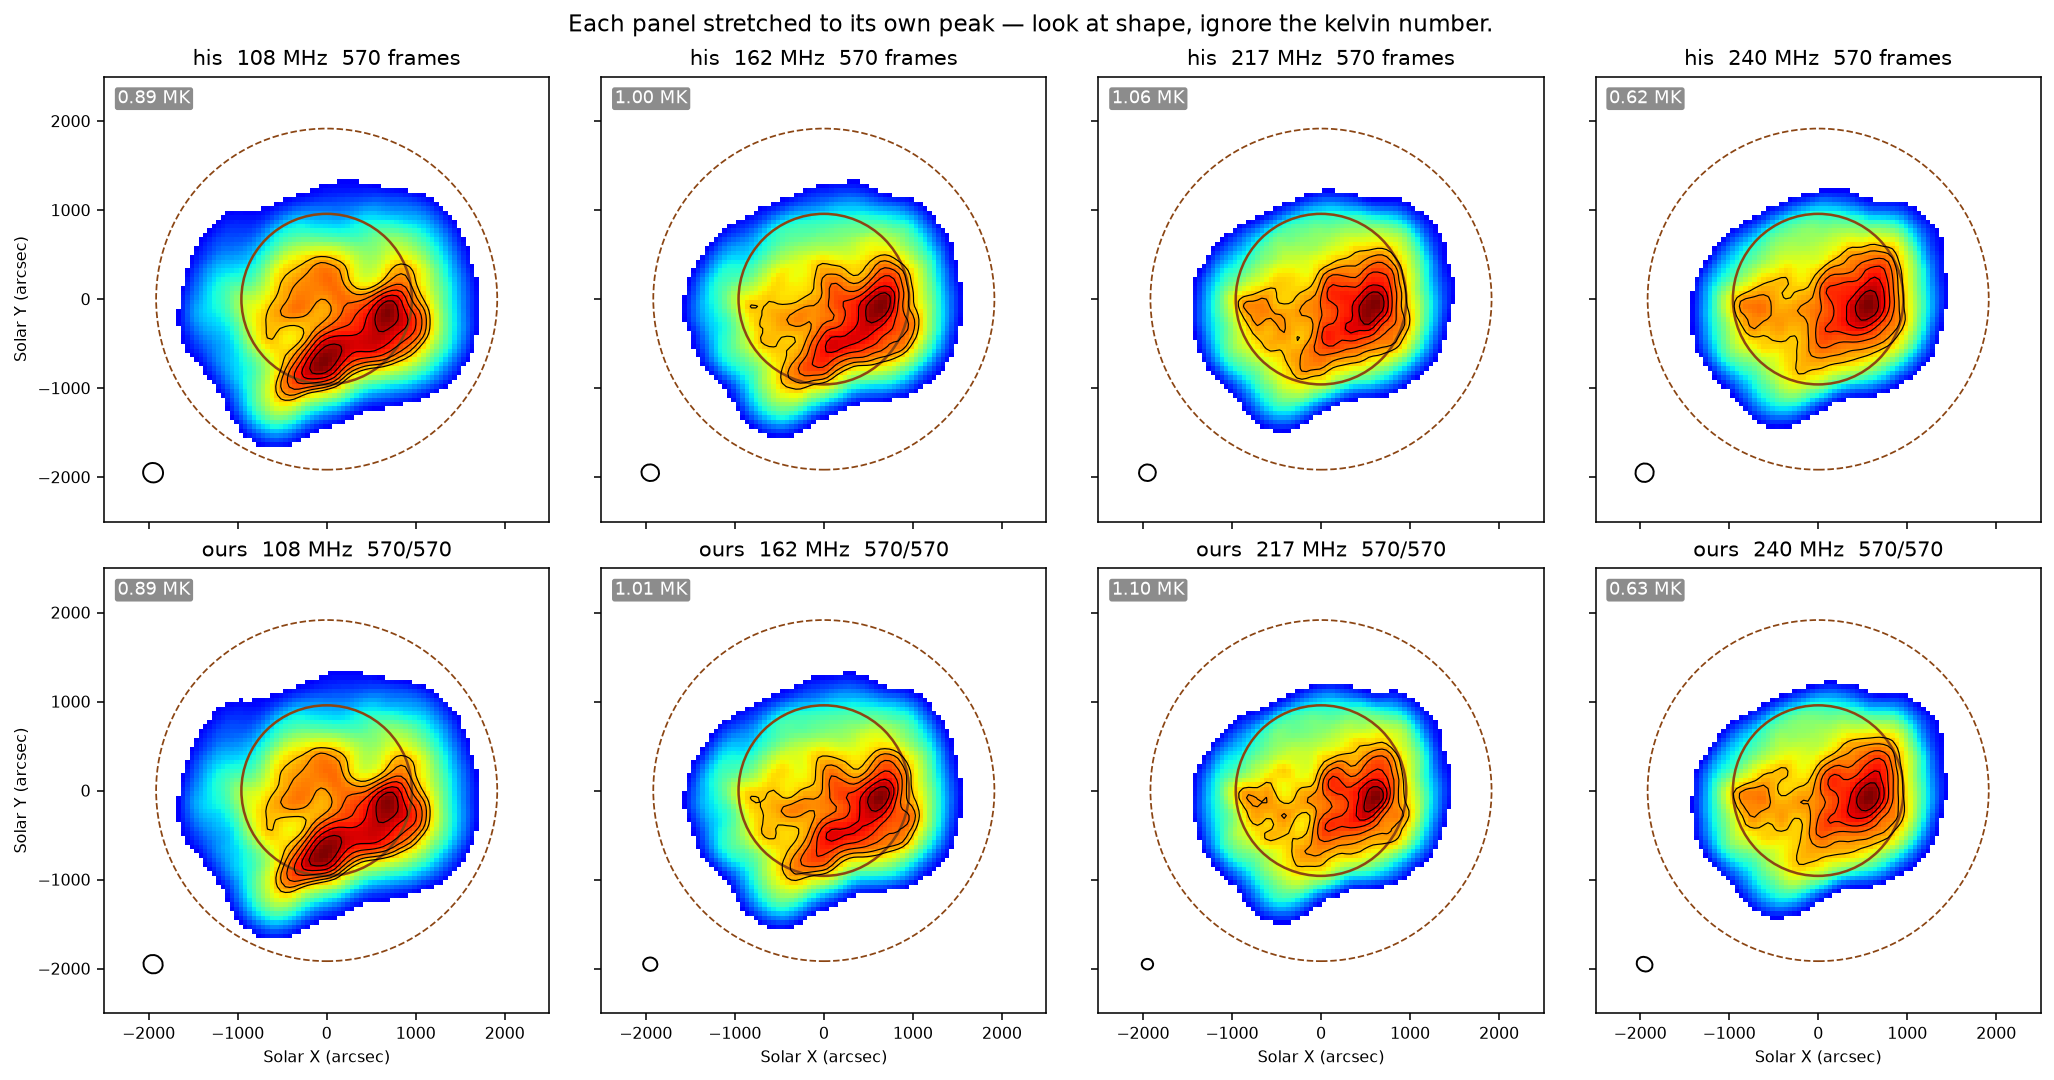 Each panel stretched to its own peak — look at shape, ignore the kelvin number.
his  108 MHz  570 frames
his  162 MHz  570 frames
his  217 MHz  570 frames
his  240 MHz  570 frames
0.89 MK
1.00 MK
1.06 MK
0.62 MK
2000
1000
0
−1000
−2000
Solar Y (arcsec)
ours  108 MHz  570/570
ours  162 MHz  570/570
ours  217 MHz  570/570
ours  240 MHz  570/570
0.89 MK
1.01 MK
1.10 MK
0.63 MK
2000
1000
0
−1000
−2000
Solar Y (arcsec)
−2000 −1000 0 1000 2000
−2000 −1000 0 1000 2000
−2000 −1000 0 1000 2000
−2000 −1000 0 1000 2000
Solar X (arcsec)
Solar X (arcsec)
Solar X (arcsec)
Solar X (arcsec)